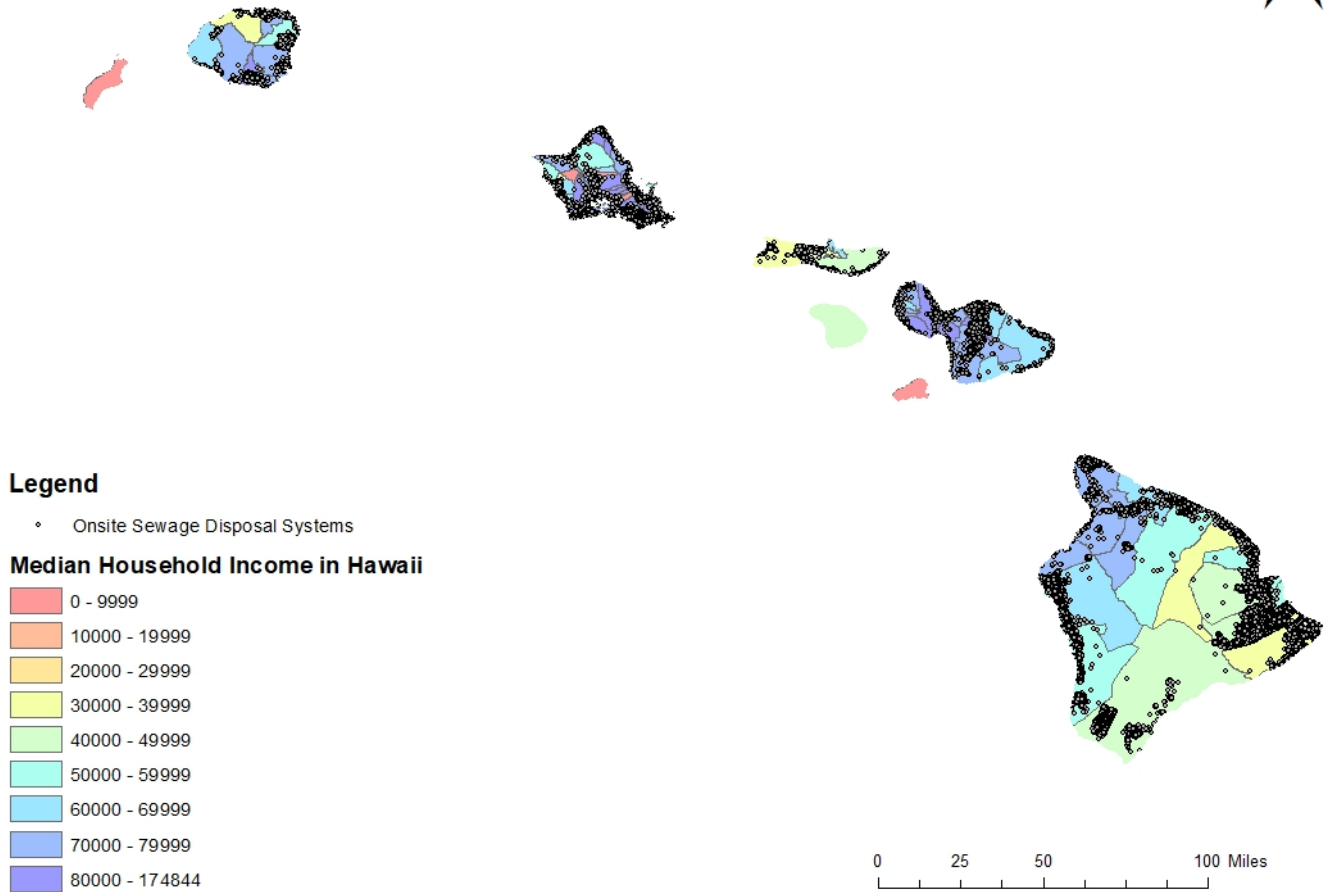 Legend
Onsite Sewage Disposal Systems
Median Household Income in Hawaii
0 - 9999
10000 - 19999
20000 - 29999
30000 - 39999
40000 - 49999
50000 - 59999
60000 - 69999
70000 - 79999
80000 - 174844
0 25 50 100 Miles